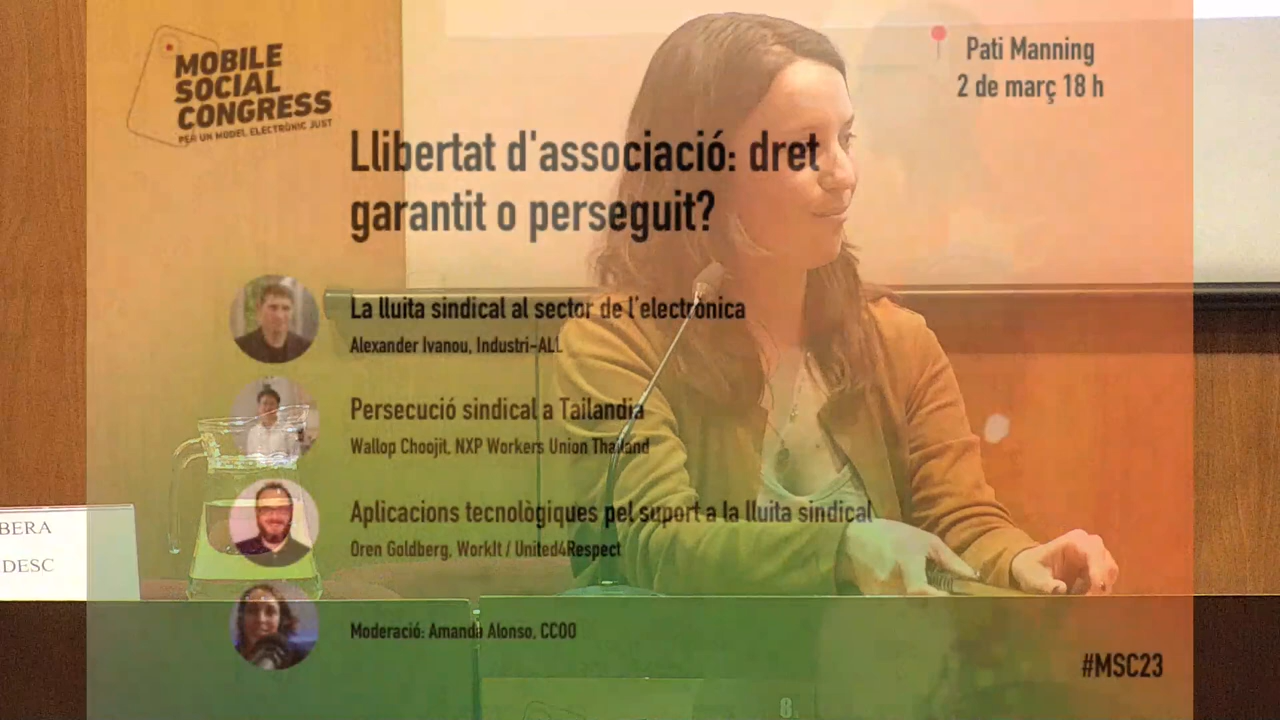 MOBILE
SOCIAL
CONGRESS
PER UN MODEL ELECTRÒNIC JUST
Pati Manning
2 de març 18 h
Llibertat d'associació: dret
garantit o perseguit?
La lluita sindical al sector de l'electrònica
Alexander Ivanou, Industri-ALL
Persecució sindical a Tailandia
Wallop Choojit, NXP Workers Union Thailand
Aplicacions tecnològiques pel suport a la lluita sindical
Oren Goldberg, WorkIt / United4Respect
BERA
DESC
Moderació: Amanda Alonso, CCOO
#MSC23
8